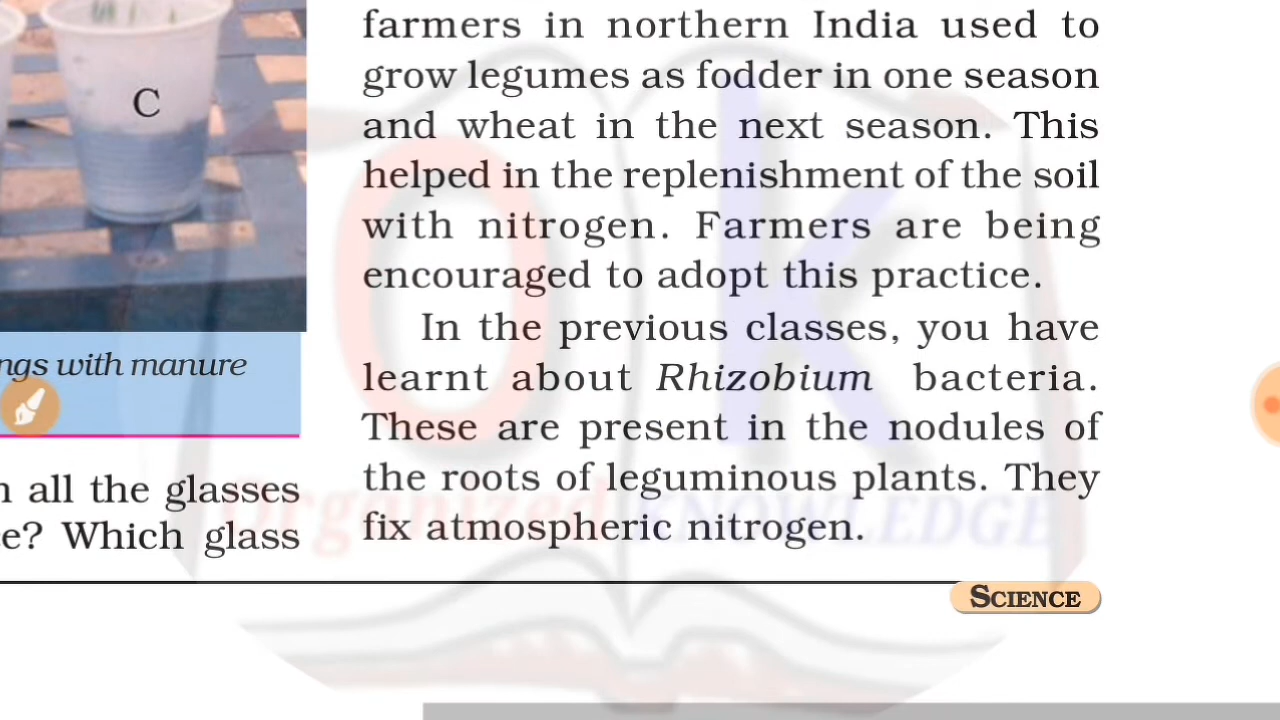 C
ngs with manure
n all the glasses
e? Which glass
farmers in northern India used to
grow legumes as fodder in one season
and wheat in the next season. This
helped in the replenishment of the soil
with nitrogen. Farmers are being
encouraged to adopt this practice.
In the previous classes, you have
learnt about Rhizobium bacteria.
These are present in the nodules of
the roots of leguminous plants. They
fix atmospheric nitrogen.
Ok
Organized KNOWLEDGE
SCIENCE